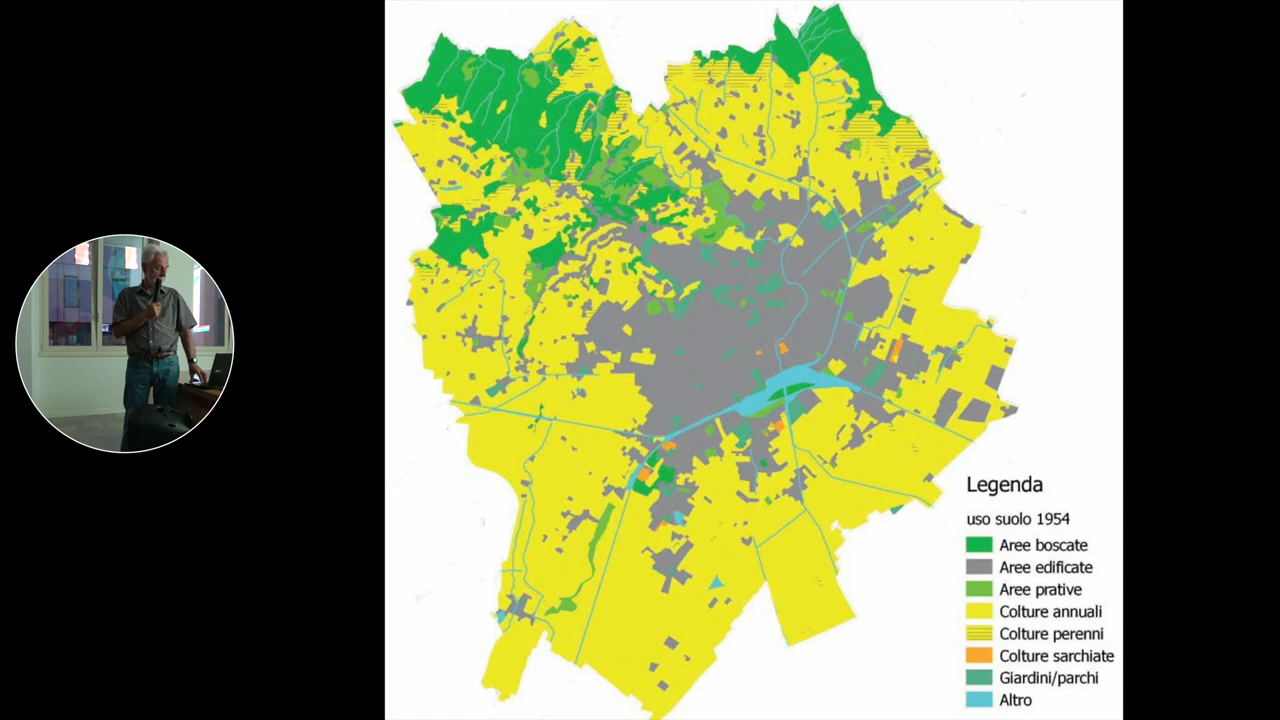 Legenda
uso suolo 1954
Aree boscate
Aree edificate
Aree prative
Colture annuali
Colture perenni
Colture sarchiate
Giardini/parchi
Altro